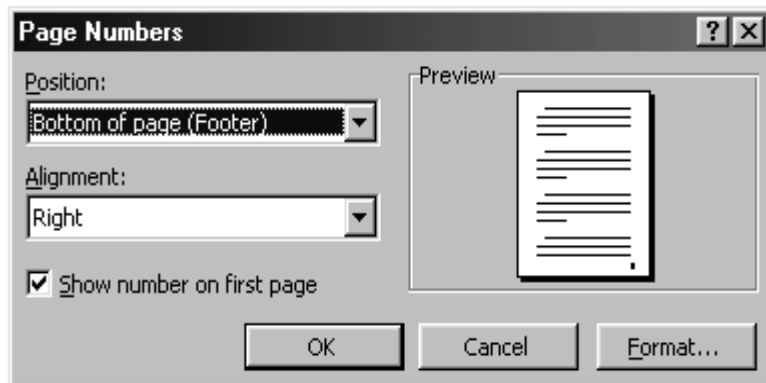 Page Numbers
Position:
Bottom of page (Footer)
Alignment:
Right
Show number on first page
Preview
OK
Cancel
Format...